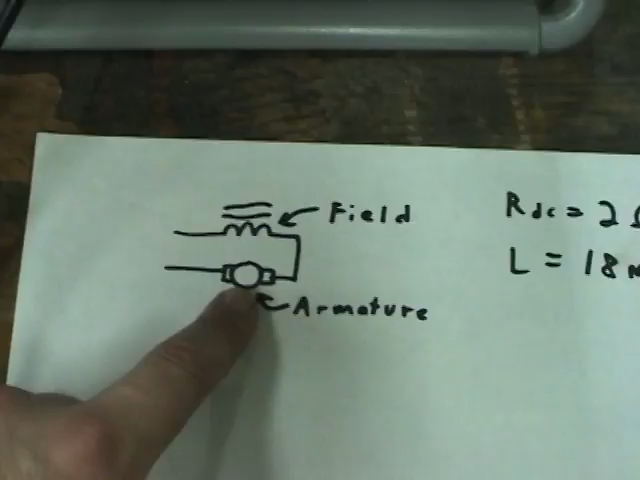 Field
Armature
Rdc = 2
L = 18